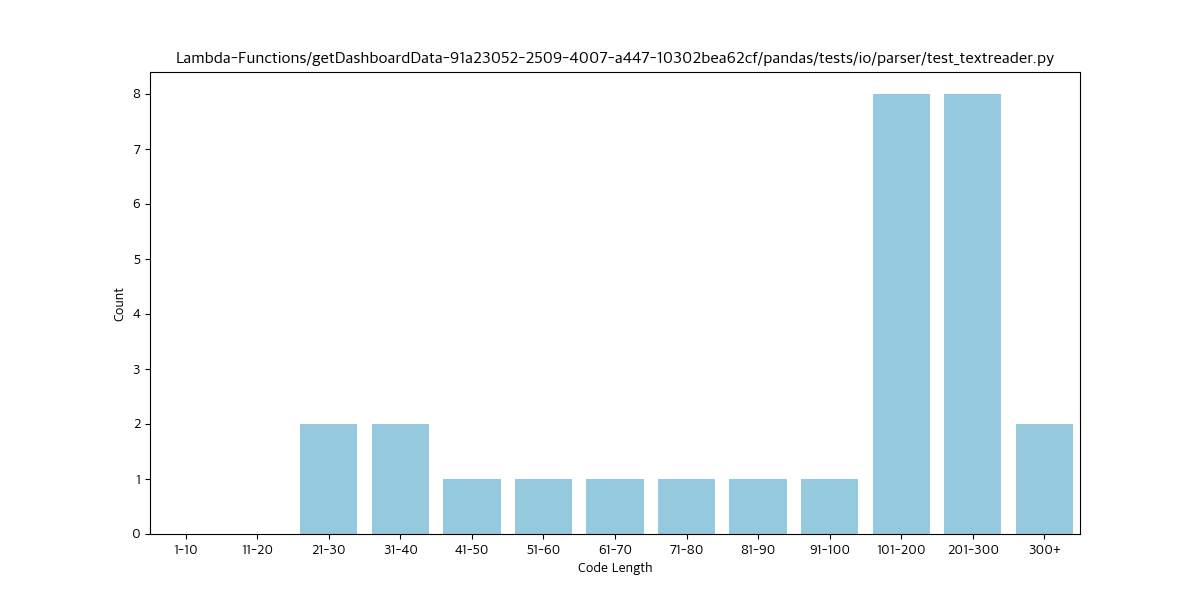 Lambda-Functions/getDashboardData-91a23052-2509-4007-a447-10302bea62cf/pandas/tests/io/parser/test_textreader.py
8
7
6
5
4
3
2
1
0
Count
1-10 11-20 21-30 31-40 41-50 51-60 61-70 71-80 81-90 91-100 101-200 201-300 300+
Code Length